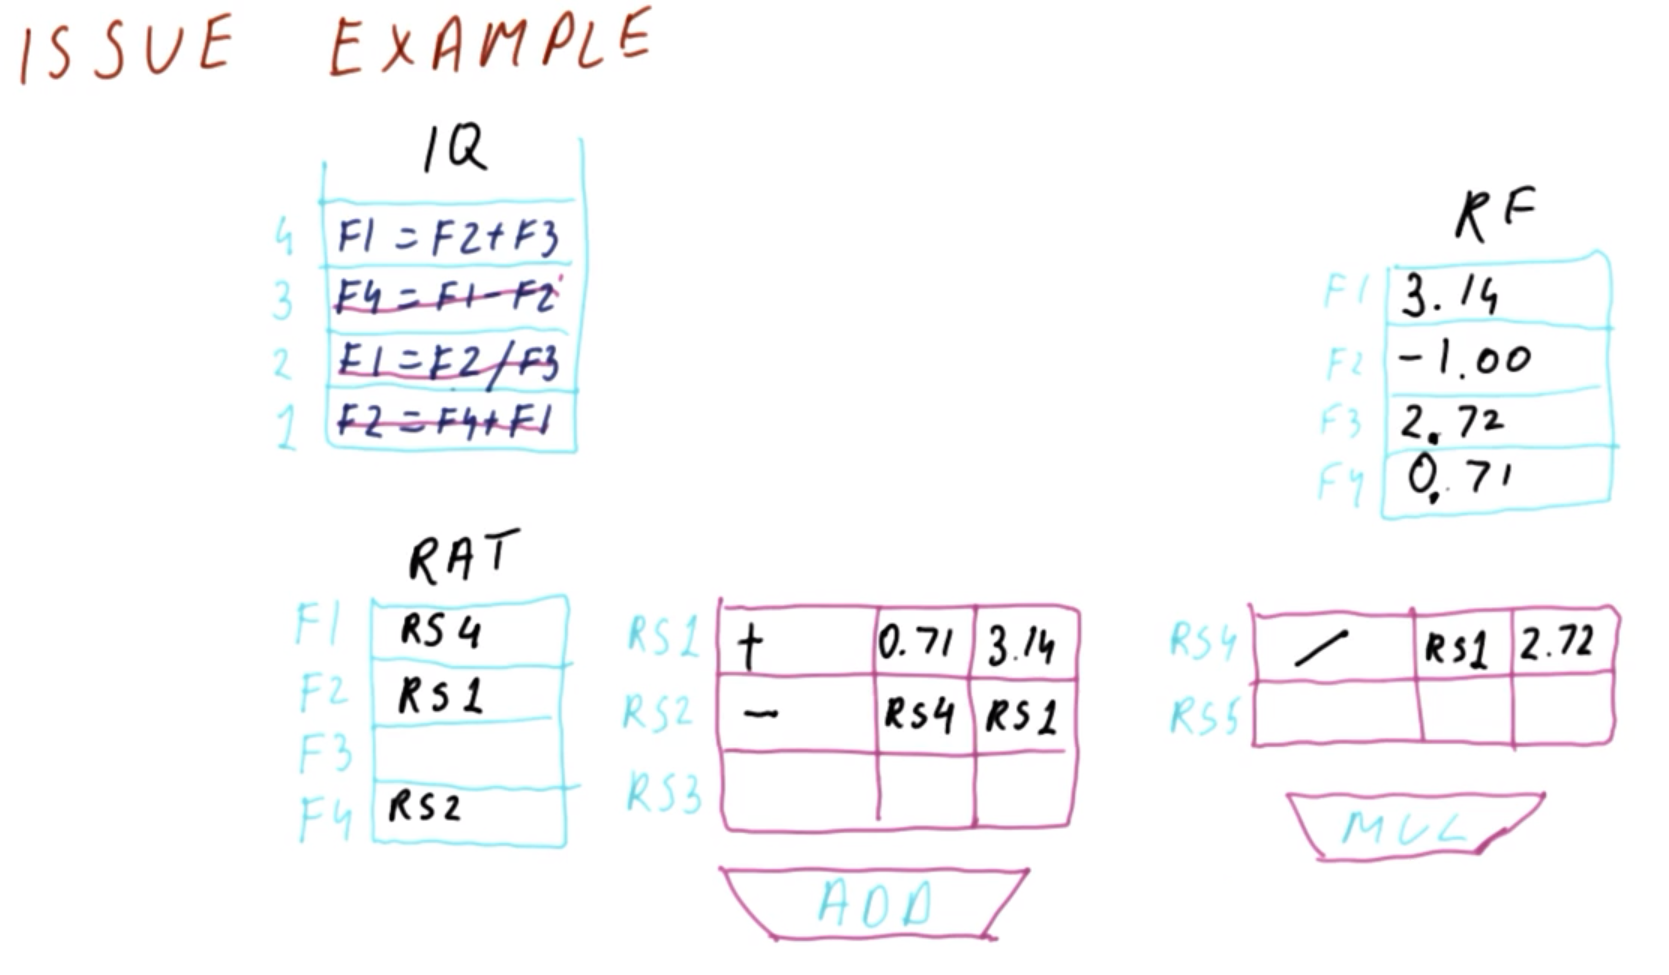 ISSUE EXAMPLE
IQ
4 F1 = F2 + F3
3 F4 = F1 - F2
2 F1 = F2 / F3
1 F2 = F4 + F1
RF
F1 3.14
F2 -1.00
F3 2.72
F4 0.71
RAT
F1 RS4
F2 RS1
F3
F4 RS2
RS1 + 0.71 3.14
RS2 - RS4 RS1
RS3
ADD
RS4 / RS1 2.72
RS5
MUL